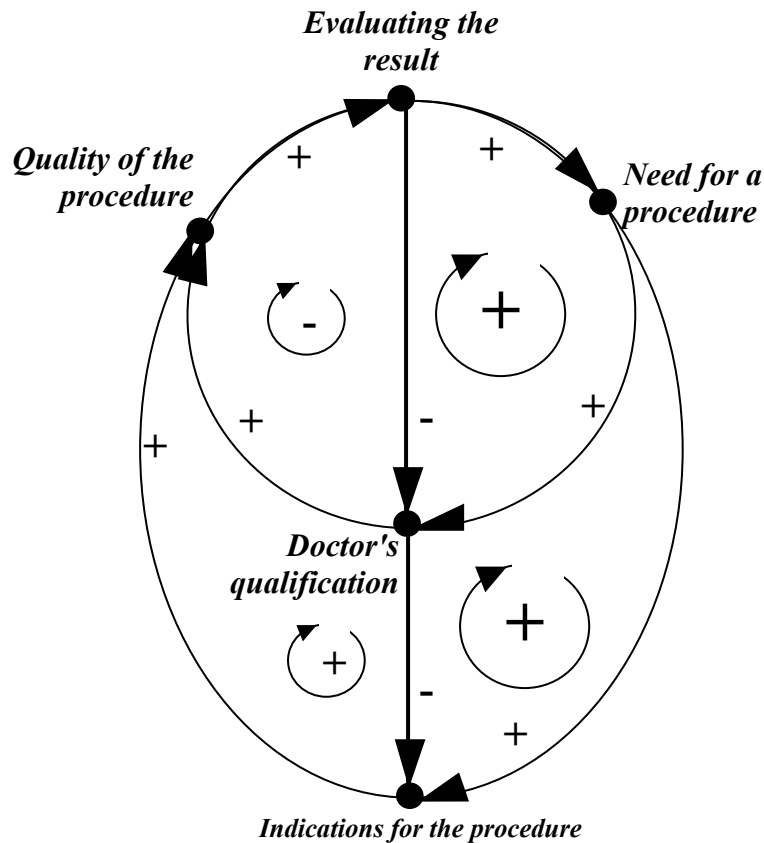 Evaluating the
result
+
+
Quality of the
procedure
Need for a
procedure
-
+
+
-
+
+
Doctor's
qualification
+
+
-
+
Indications for the procedure